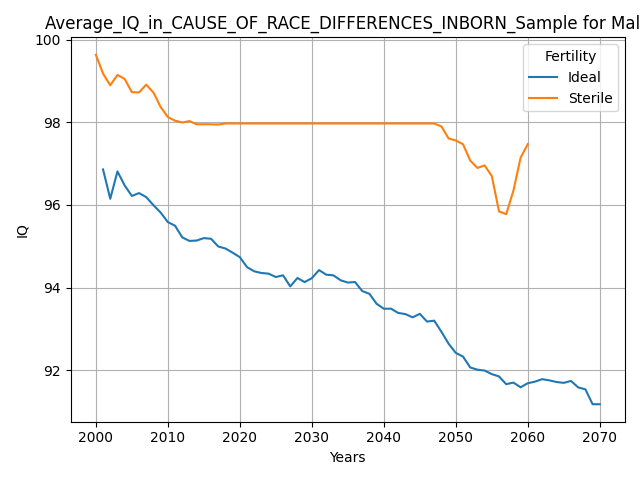 Average_IQ_in_CAUSE_OF_RACE_DIFFERENCES_INBORN_Sample for Mal
Fertility
Ideal
Sterile
IQ
100
98
96
94
92
2000 2010 2020 2030 2040 2050 2060 2070
Years